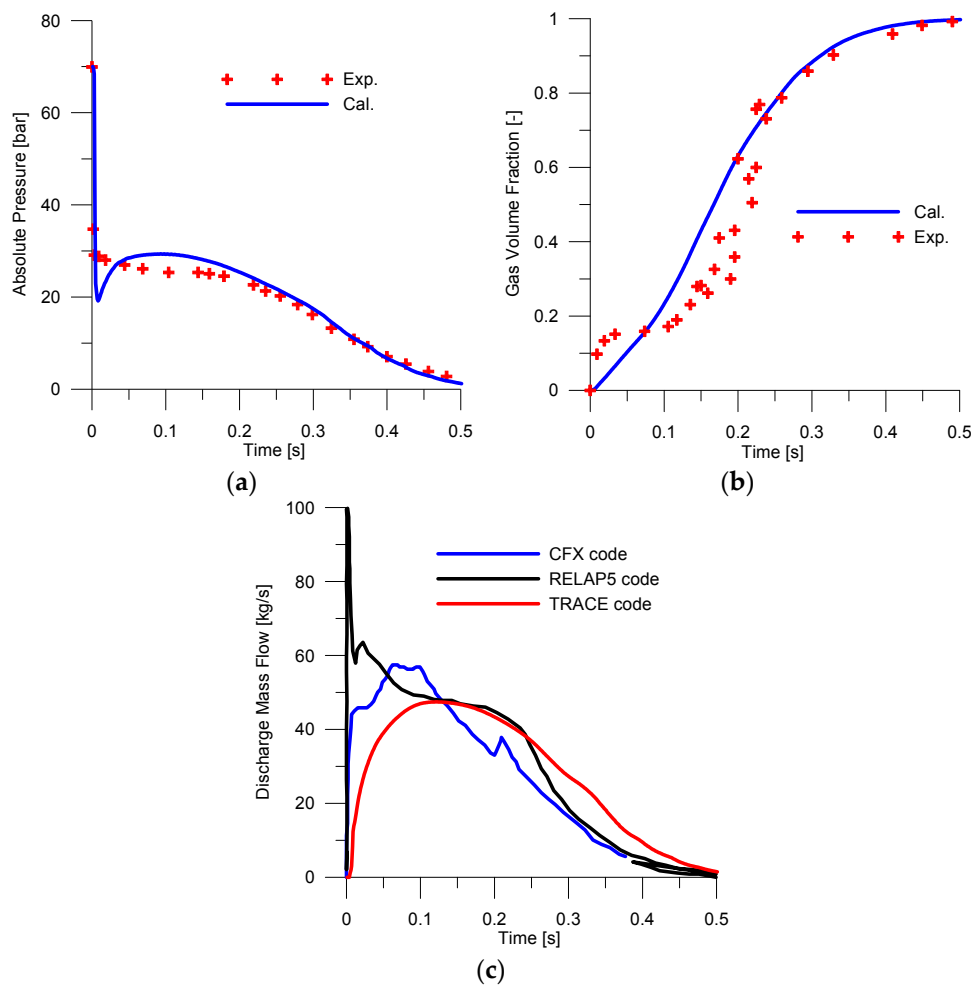 80
60
40
20
0
Absolute Pressure [bar]
Exp.
Cal.
0 0.1 0.2 0.3 0.4 0.5
Time [s]
(a)
1
0.8
0.6
0.4
0.2
0
Gas Volume Fraction [-]
Cal.
Exp.
0 0.1 0.2 0.3 0.4 0.5
Time [s]
(b)
100
80
60
40
20
0
Discharge Mass Flow [kg/s]
CFX code
RELAP5 code
TRACE code
0 0.1 0.2 0.3 0.4 0.5
Time [s]
(c)